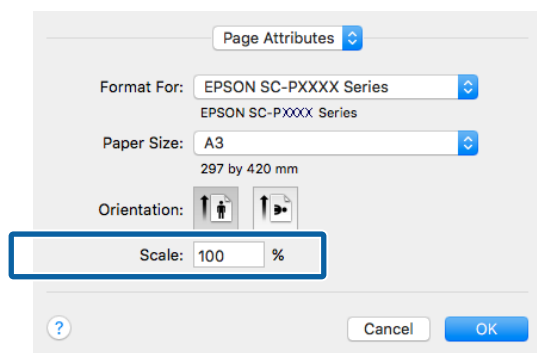 Page Attributes
Format For: EPSON SC-PXXXX Series
EPSON SC-PXXXX Series
Paper Size: A3
297 by 420 mm
Orientation:
Scale: 100 %
? Cancel OK